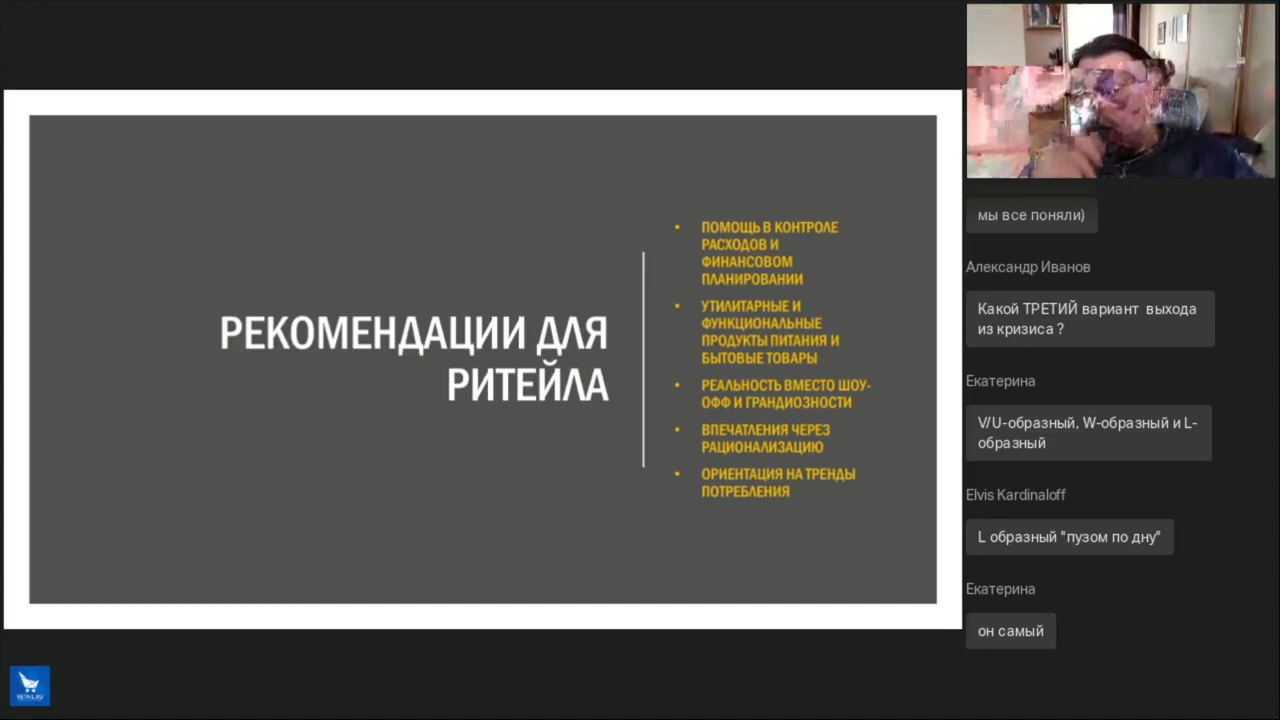 РЕКОМЕНДАЦИИ ДЛЯ
РИТЕЙЛА
• ПОМОЩЬ В КОНТРОЛЕ
РАСХОДОВ И
ФИНАНСОВОМ
ПЛАНИРОВАНИИ
• УТИЛИТАРНЫЕ И
ФУНКЦИОНАЛЬНЫЕ
ПРОДУКТЫ ПИТАНИЯ И
БЫТОВЫЕ ТОВАРЫ
• РЕАЛЬНОСТЬ ВМЕСТО ШОУ-
ОФФ И ГРАНДИОЗНОСТИ
• ВПЕЧАТЛЕНИЯ ЧЕРЕЗ
РАЦИОНАЛИЗАЦИЮ
• ОРИЕНТАЦИЯ НА ТРЕНДЫ
ПОТРЕБЛЕНИЯ
мы все поняли)
Александр Иванов
Какой ТРЕТИЙ вариант выхода
из кризиса ?
Екатерина
V/U-образный, W-образный и L-
образный
Elvis Kardinaloff
L образный "пузом по дну"
Екатерина
он самый
RETAIL.RU